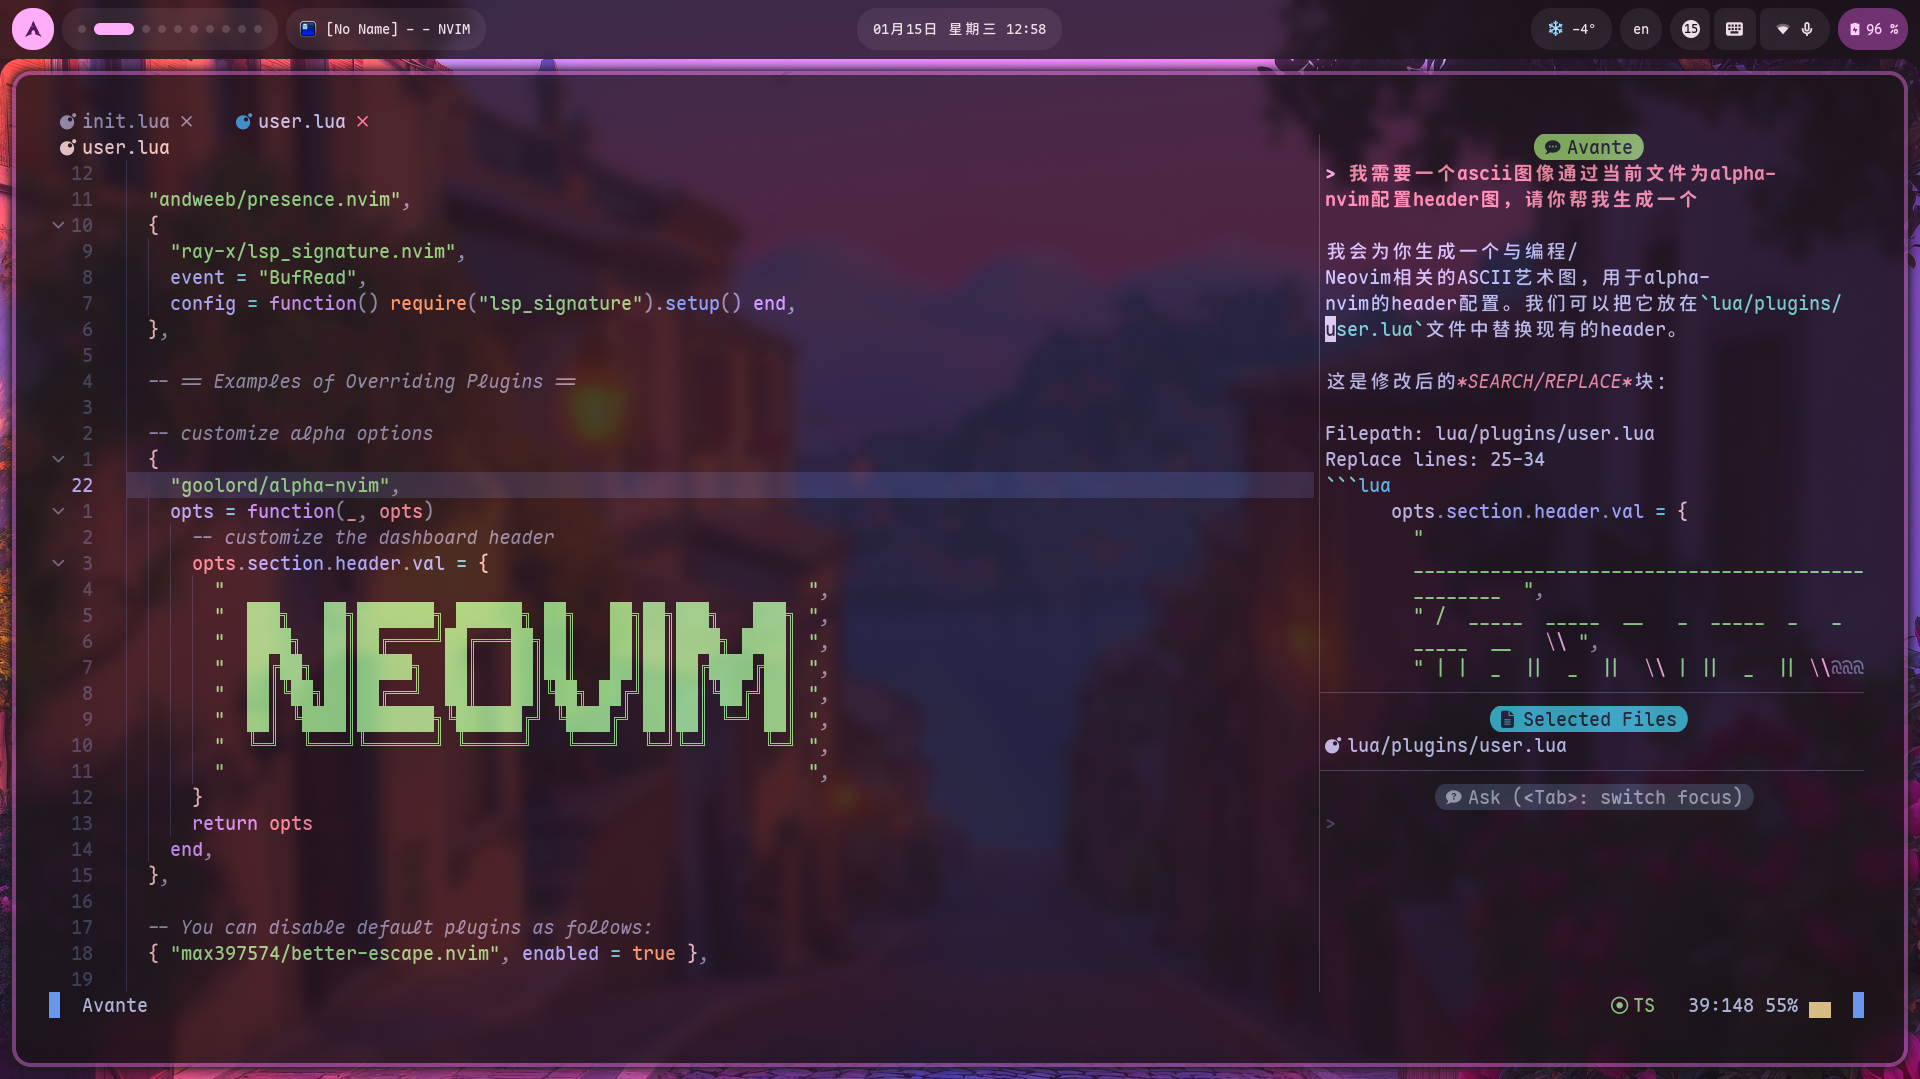 [No Name] - - NVIM
01月15日 星期三 12:58
-4°
en
15
96 %
init.lua ×
user.lua ×
user.lua
12
11 "andweeb/presence.nvim",
10 {
9 "ray-x/lsp_signature.nvim",
8 event = "BufRead",
7 config = function() require("lsp_signature").setup() end,
6 },
5
4 -- == Examples of Overriding Plugins ==
3
2 -- customize alpha options
1 {
22 "goolord/alpha-nvim",
1 opts = function(_, opts)
2 -- customize the dashboard header
3 opts.section.header.val = {
4 " ",
5 " ",
6 " ",
7 " ",
8 " ",
9 " ",
10 " ",
11 " ",
NEOVIM
12 }
13 return opts
14 end,
15 },
16
17 -- You can disable default plugins as follows:
18 { "max397574/better-escape.nvim", enabled = true },
19
Avante
> 我需要一个ascii图像通过当前文件为alpha-
nvim配置header图，请你帮我生成一个
我会为你生成一个与编程/
Neovim相关的ASCII艺术图，用于alpha-
nvim的header配置。我们可以把它放在`lua/plugins/
user.lua`文件中替换现有的header。
这是修改后的*SEARCH/REPLACE*块：
Filepath: lua/plugins/user.lua
Replace lines: 25-34
```lua
opts.section.header.val = {
"
_________________________________________
________ ",
" / _____ _____ __ _ _____ _ _
_____ __ \\ ",
" | | _ || _ || \\ | || _ || \\@@@
Selected Files
lua/plugins/user.lua
Ask (<Tab>: switch focus)
>
Avante
TS 39:148 55%